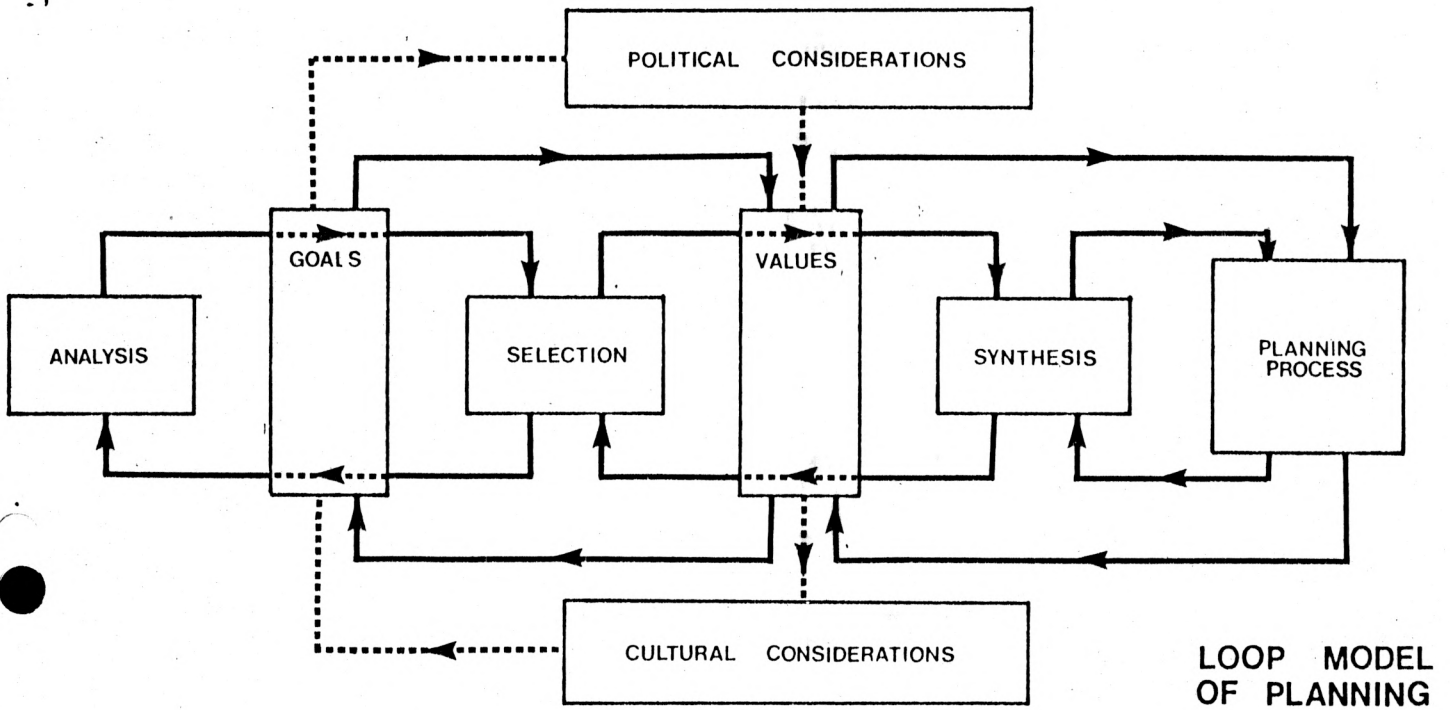 POLITICAL CONSIDERATIONS
GOALS
VALUES
ANALYSIS
SELECTION
SYNTHESIS
PLANNING
PROCESS
CULTURAL CONSIDERATIONS
LOOP MODEL
OF PLANNING